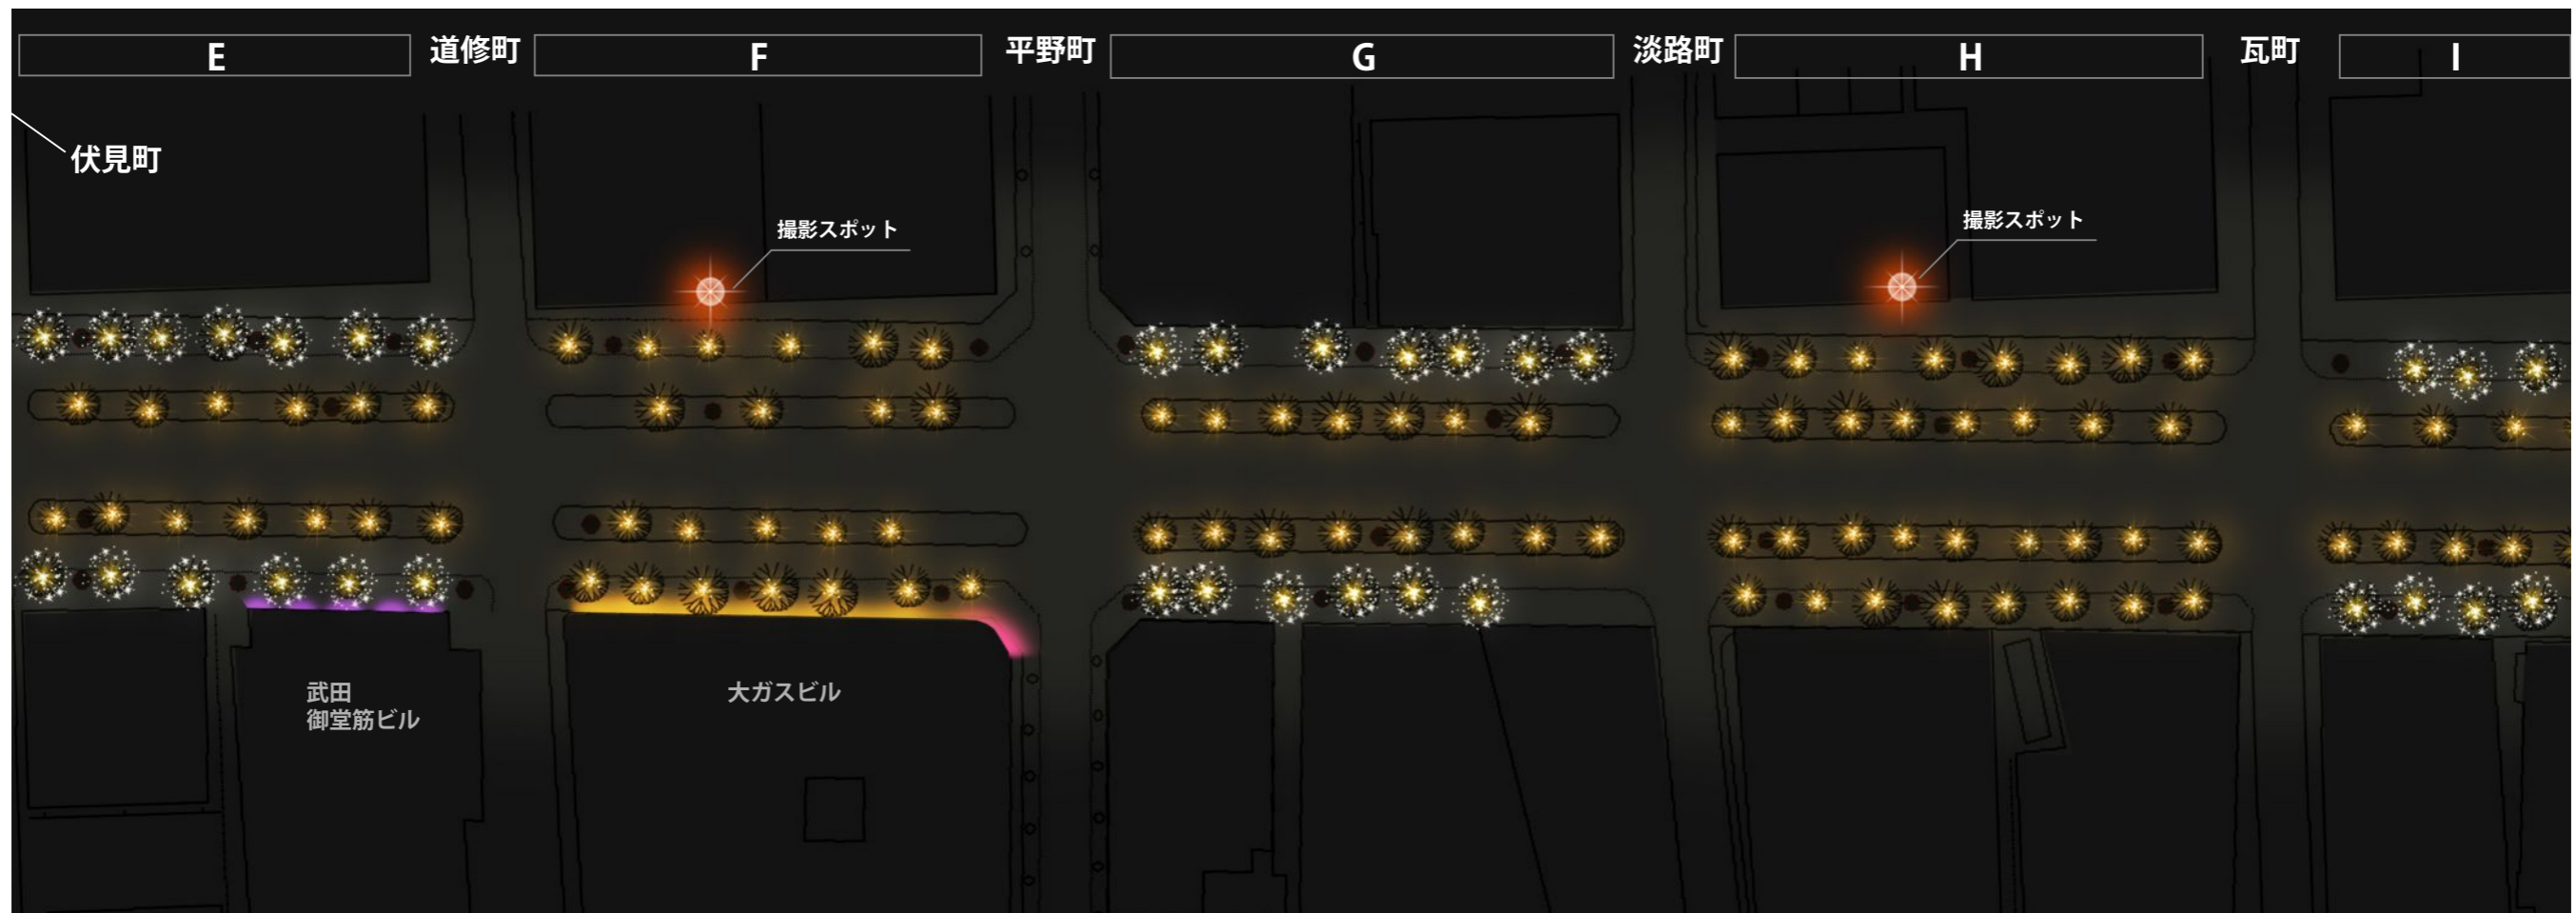 E
道修町
F
平野町
G
淡路町
H
瓦町
I
伏見町
撮影スポット
撮影スポット
武田
御堂筋ビル
大ガスビル